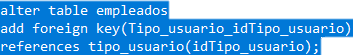 alter table empleados
add foreign key(Tipo_usuario_idTipo_usuario)
references tipo_usuario(idTipo_usuario);